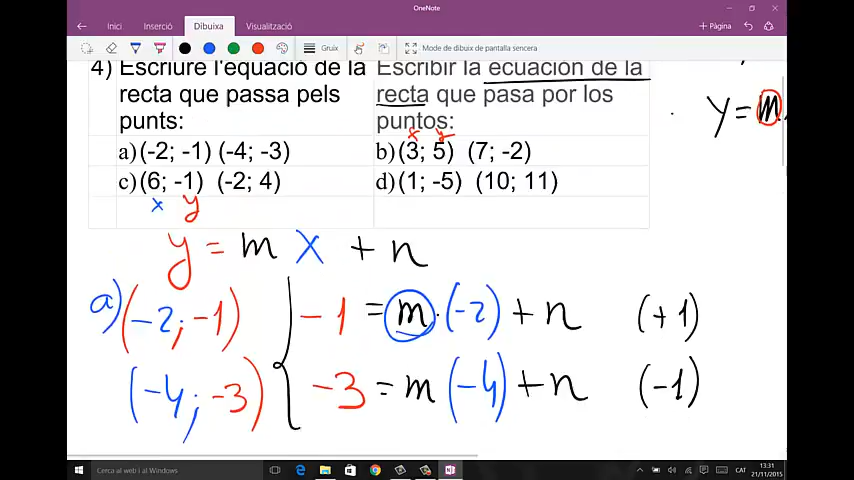 OneNote
Inici Inserció Dibuixa Visualització + Pàgina
Gruix Mode de dibuix de pantalla sencera
4) Escriure l'equació de la
recta que passa pels
punts:
Escribir la ecuación de la
recta que pasa por los
puntos:
x y
a) (-2; -1) (-4; -3)
b) (3; 5) (7; -2)
c) (6; -1) (-2; 4)
d) (1; -5) (10; 11)
x y
y = m
y = m x + n
a) (-2; -1) -1 = m · (-2) + n (+1)
(-4; -3) -3 = m (-4) + n (-1)
Cerca al web i al Windows
CAT
13:31
21/11/2015